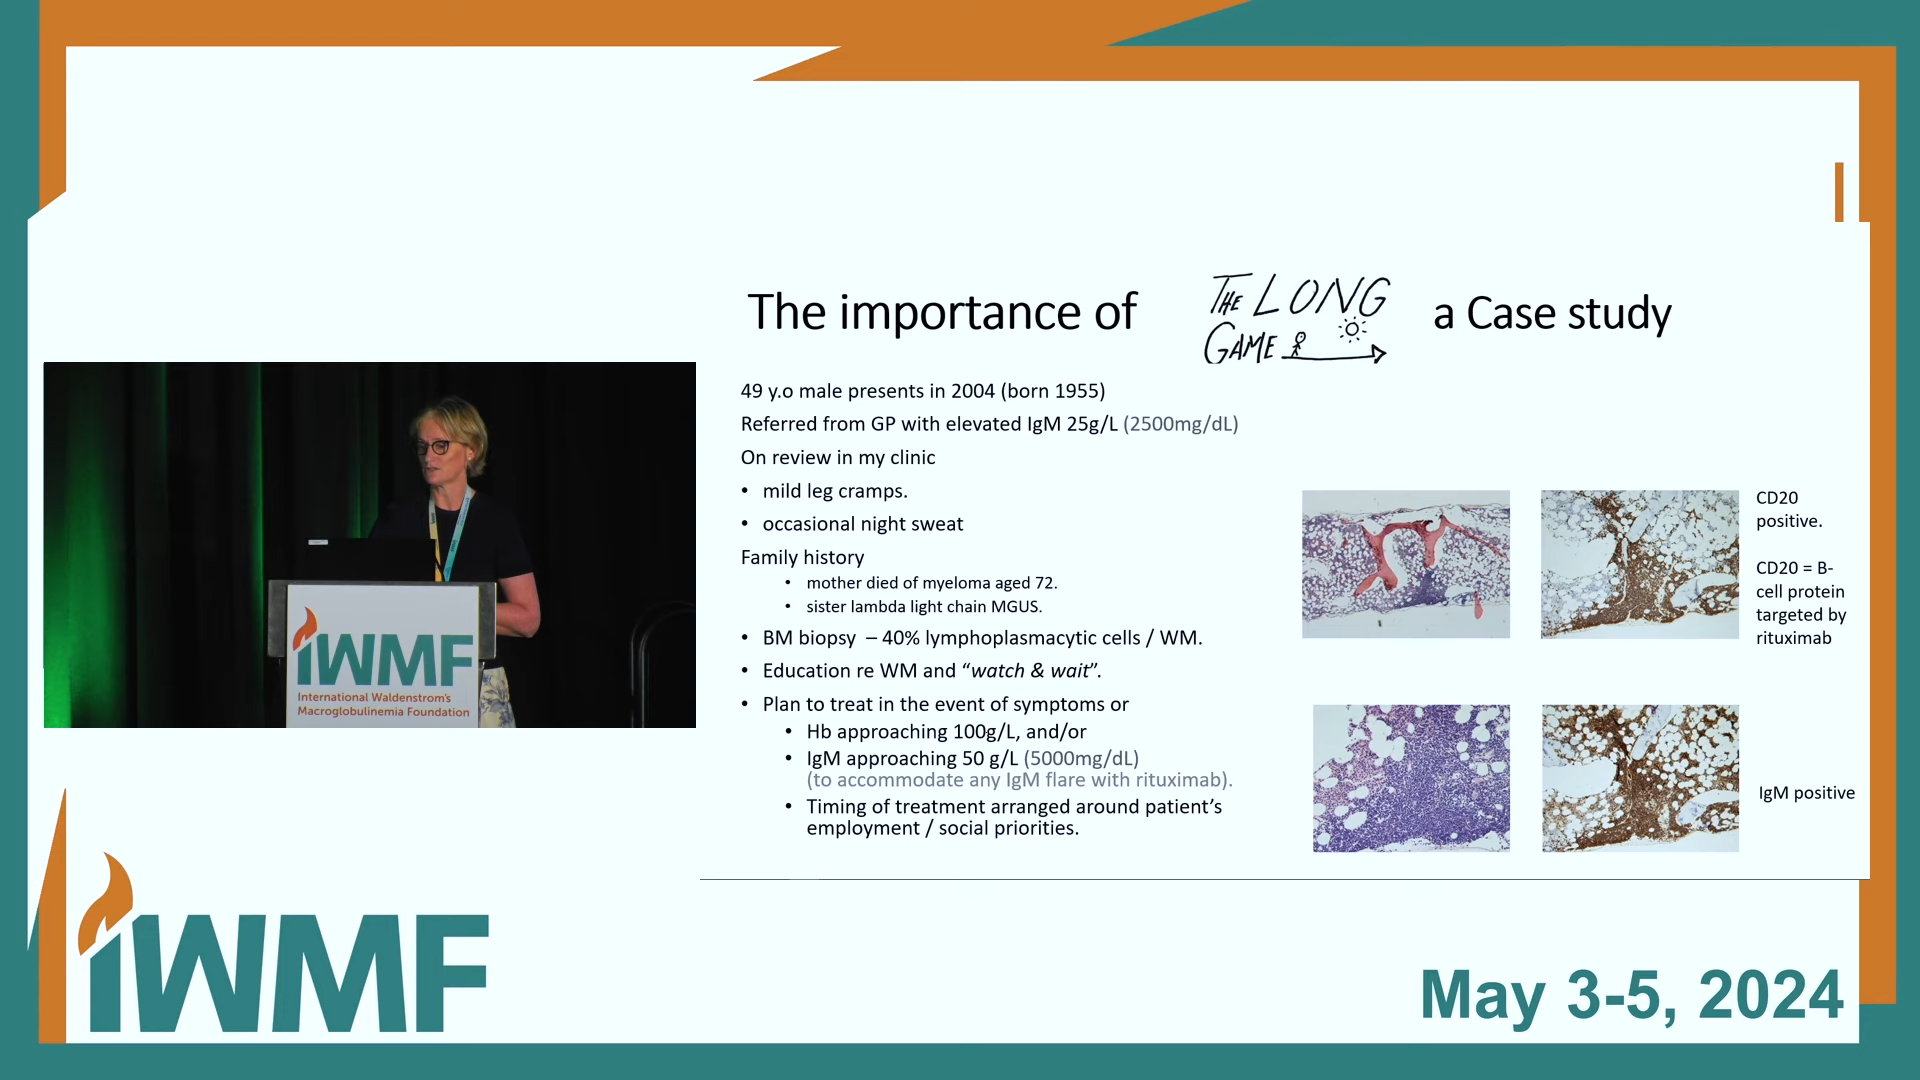 The importance of THE LONG GAME a Case study
49 y.o male presents in 2004 (born 1955)
Referred from GP with elevated IgM 25g/L (2500mg/dL)
On review in my clinic
• mild leg cramps.
• occasional night sweat
Family history
• mother died of myeloma aged 72.
• sister lambda light chain MGUS.
• BM biopsy – 40% lymphoplasmacytic cells / WM.
• Education re WM and “watch & wait”.
• Plan to treat in the event of symptoms or
• Hb approaching 100g/L, and/or
• IgM approaching 50 g/L (5000mg/dL)
(to accommodate any IgM flare with rituximab).
• Timing of treatment arranged around patient’s
employment / social priorities.
CD20
positive.
CD20 = B-
cell protein
targeted by
rituximab
IgM positive
iWMF
International Waldenstrom's
Macroglobulinemia Foundation
iWMF
May 3-5, 2024